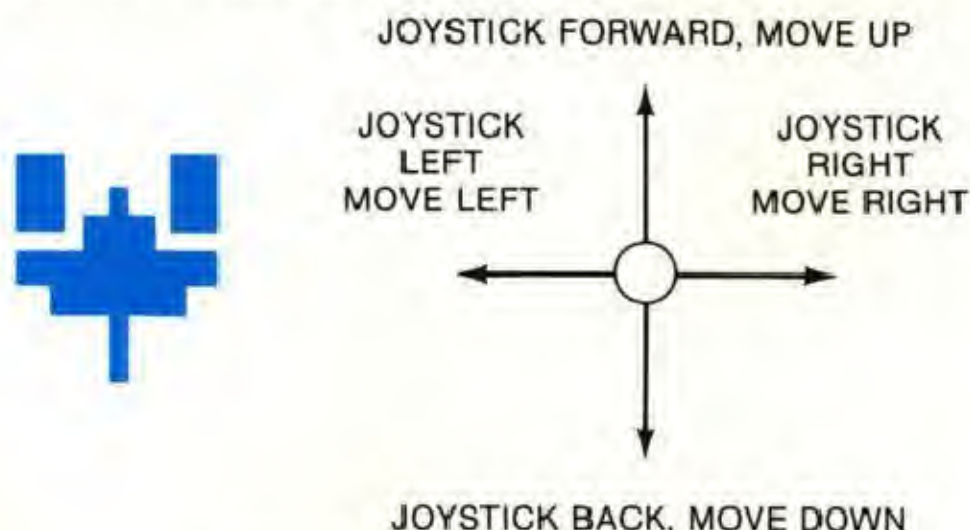 JOYSTICK FORWARD, MOVE UP
JOYSTICK
LEFT
MOVE LEFT
JOYSTICK
RIGHT
MOVE RIGHT
JOYSTICK BACK, MOVE DOWN